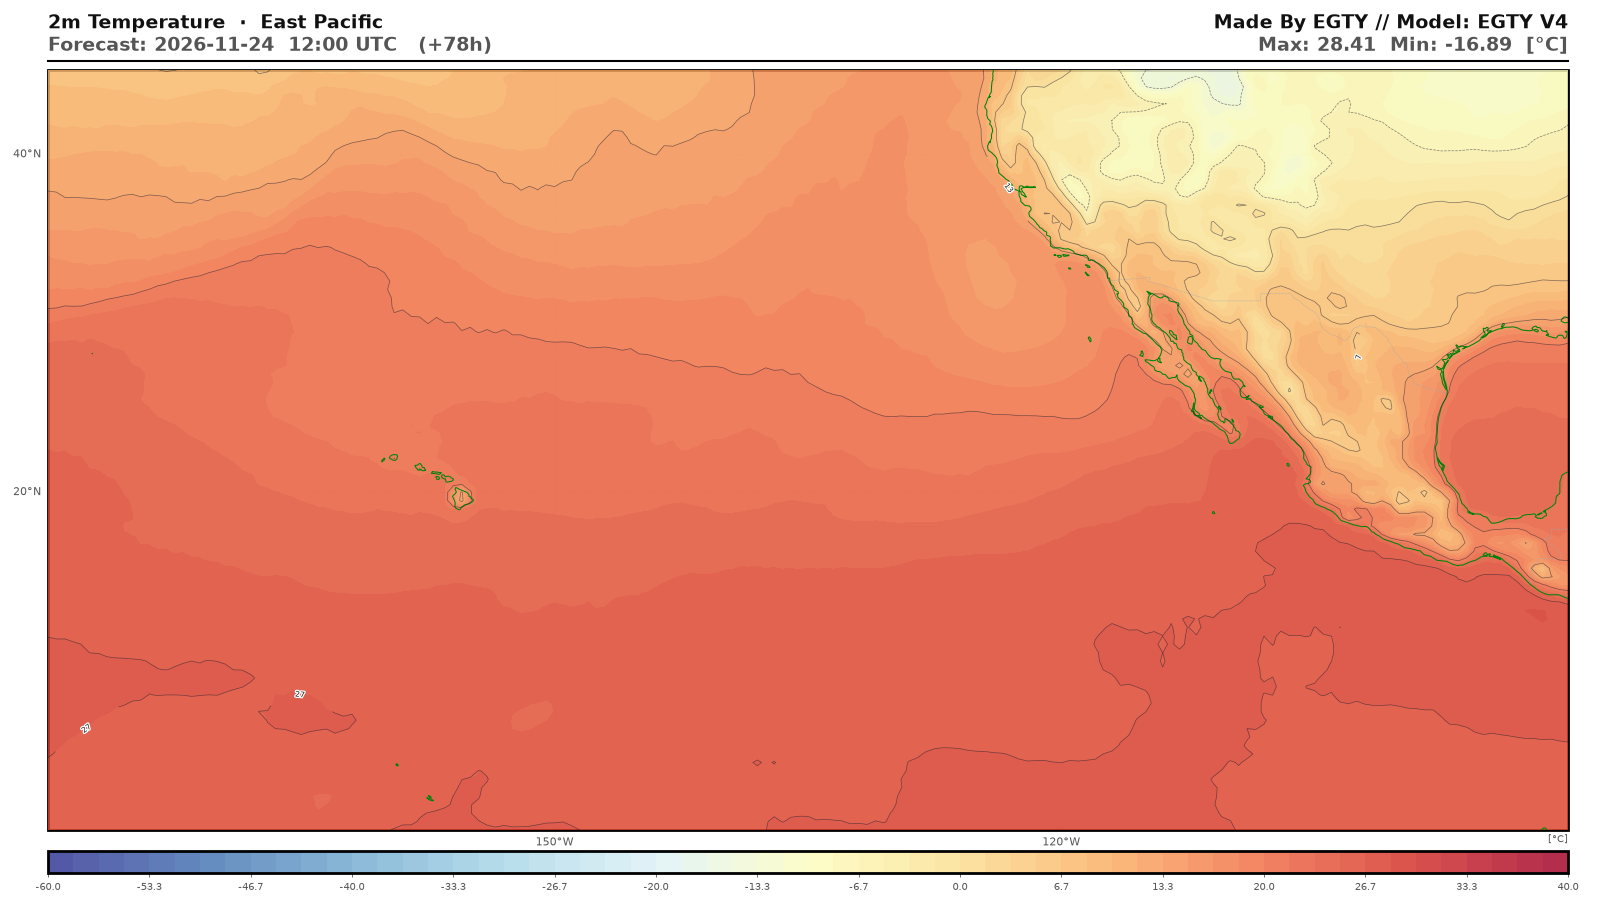 2m Temperature · East Pacific
Made By EGTY // Model: EGTY V4
Forecast: 2026-11-24 12:00 UTC (+78h)
Max: 28.41 Min: -16.89 [°C]
40°N
13
7
20°N
27
27
150°W
120°W
[°C]
-60.0
-53.3
-46.7
-40.0
-33.3
-26.7
-20.0
-13.3
-6.7
0.0
6.7
13.3
20.0
26.7
33.3
40.0